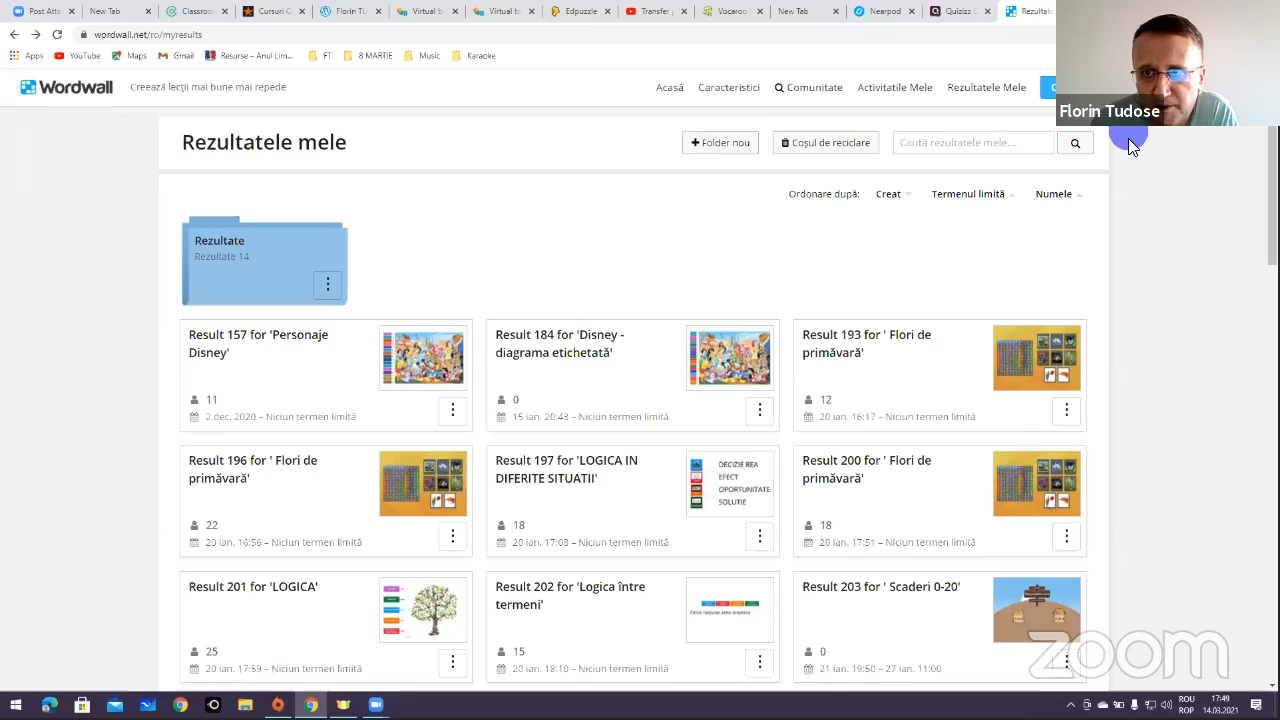 Post Atte
New Tab
Classroo
Cursuri O
Florin TU
Virtual b
Virtual b
Edpuzzle
Transfer
Vocaroo
New Tab
Nearpod
Quizizz
Rezulta
wordwall.net/ro/myresults
Apps
YouTube
Maps
Gmail
Resurse – Anul Lim...
FT
8 MARTIE
Music
Karaoke
Wordwall
Creează lecții mai bune mai repede
Acasă
Caracteristici
Comunitate
Activitatile Mele
Rezultatele Mele
Florin Tudose
Rezultatele mele
Folder nou
Coșul de reciclare
Caută rezultatele mele...
Ordonare după:
Creat
Termenul limită
Numele
Rezultate
Rezultate 14
Result 157 for 'Personaje
Disney'
11
2 dec. 2020 – Niciun termen limită
Result 184 for 'Disney -
diagrama etichetată'
0
15 ian. 20:43 – Niciun termen limită
Result 193 for ' Flori de
primăvară'
12
20 ian. 16:17 – Niciun termen limită
Result 196 for ' Flori de
primăvară'
22
20 ian. 16:56 – Niciun termen limită
Result 197 for 'LOGICA IN
DIFERITE SITUATII'
DECIZIE REA
EFECT
OPORTUNITATE
SOLUTIE
18
20 ian. 17:08 – Niciun termen limită
Result 200 for ' Flori de
primăvară'
18
20 ian. 17:51 – Niciun termen limită
Result 201 for 'LOGICA'
25
20 ian. 17:59 – Niciun termen limită
Result 202 for 'Logica între
termeni'
15
20 ian. 18:10 – Niciun termen limită
Result 203 for ' Scaderi 0-20'
0
21 ian. 19:50 – 27 ian. 11:00
zoom
ROU
ROP
17:49
14.03.2021